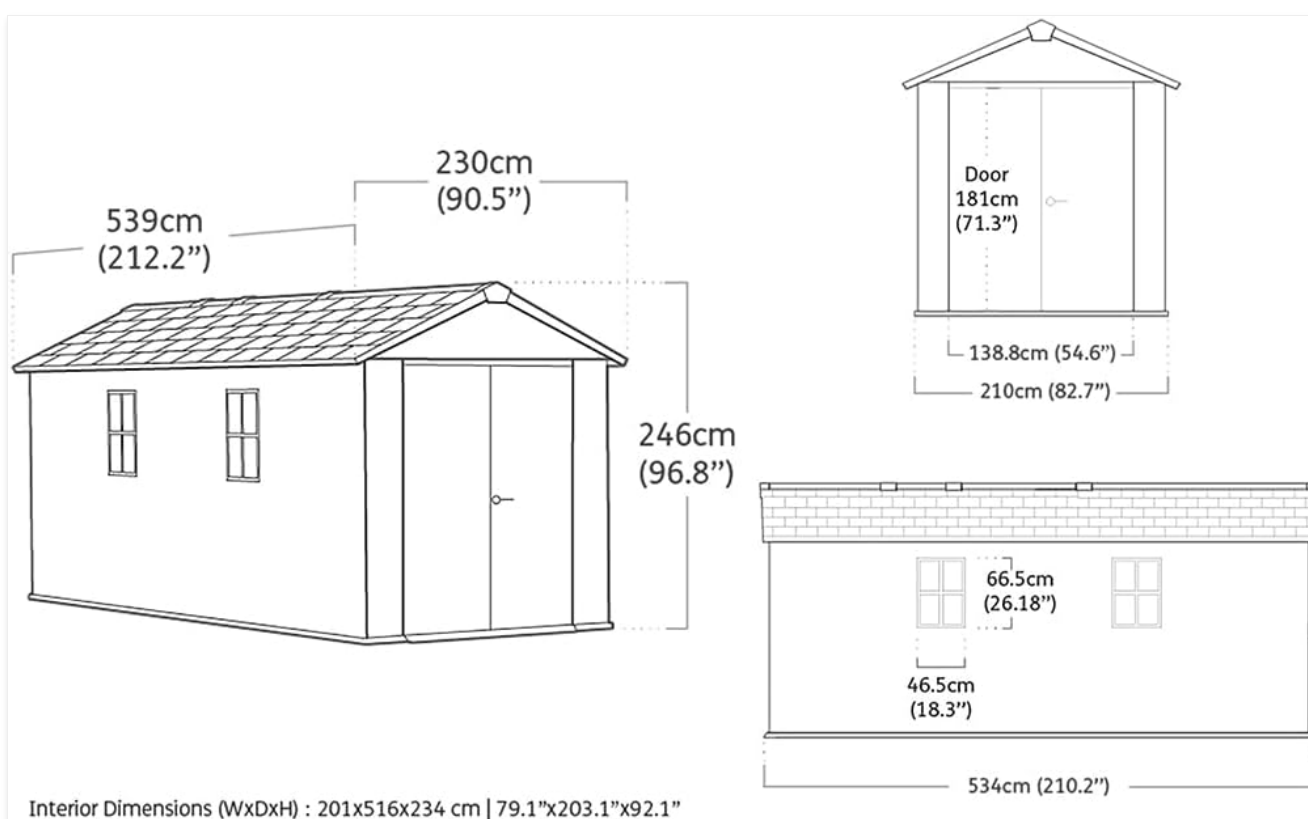 230cm
(90.5”)
539cm
(212.2”)
246cm
(96.8”)
Door
181cm
(71.3”)
138.8cm (54.6”)
210cm (82.7”)
66.5cm
(26.18”)
46.5cm
(18.3”)
534cm (210.2”)
Interior Dimensions (WxDxH) : 201x516x234 cm | 79.1”x203.1”x92.1”